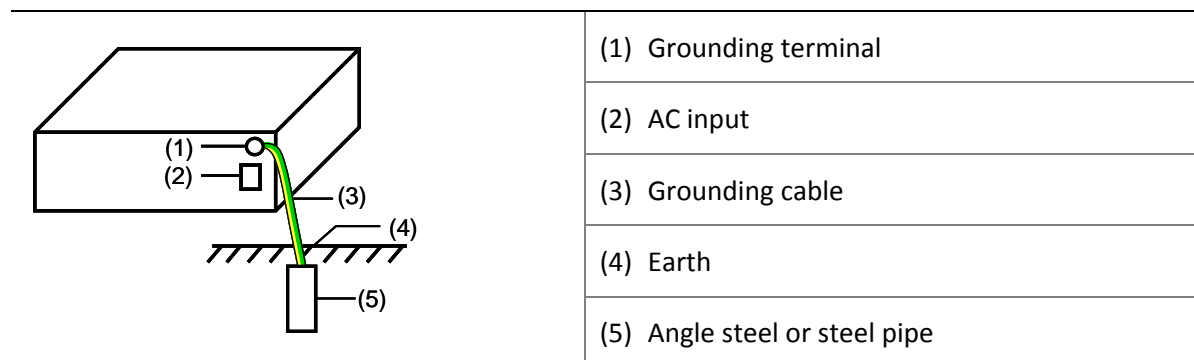 (1)
(2)
(3)
(4)
(5)
(1) Grounding terminal
(2) AC input
(3) Grounding cable
(4) Earth
(5) Angle steel or steel pipe